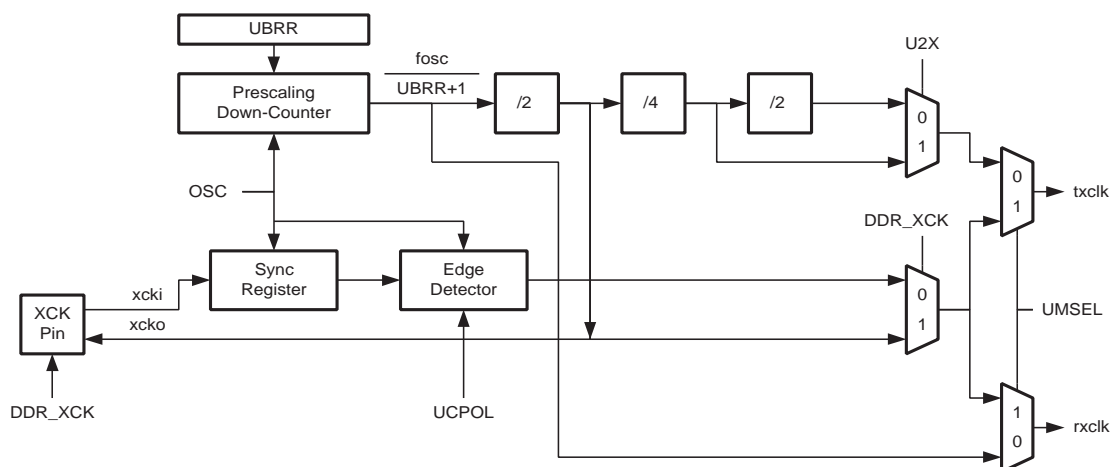 UBRR
Prescaling
Down-Counter
fosc
UBRR+1
/2
/4
/2
U2X
0
1
OSC
0
1
txclk
DDR_XCK
Sync
Register
Edge
Detector
xcki
XCK
Pin
xcko
0
1
UMSEL
DDR_XCK
UCPOL
1
0
rxclk